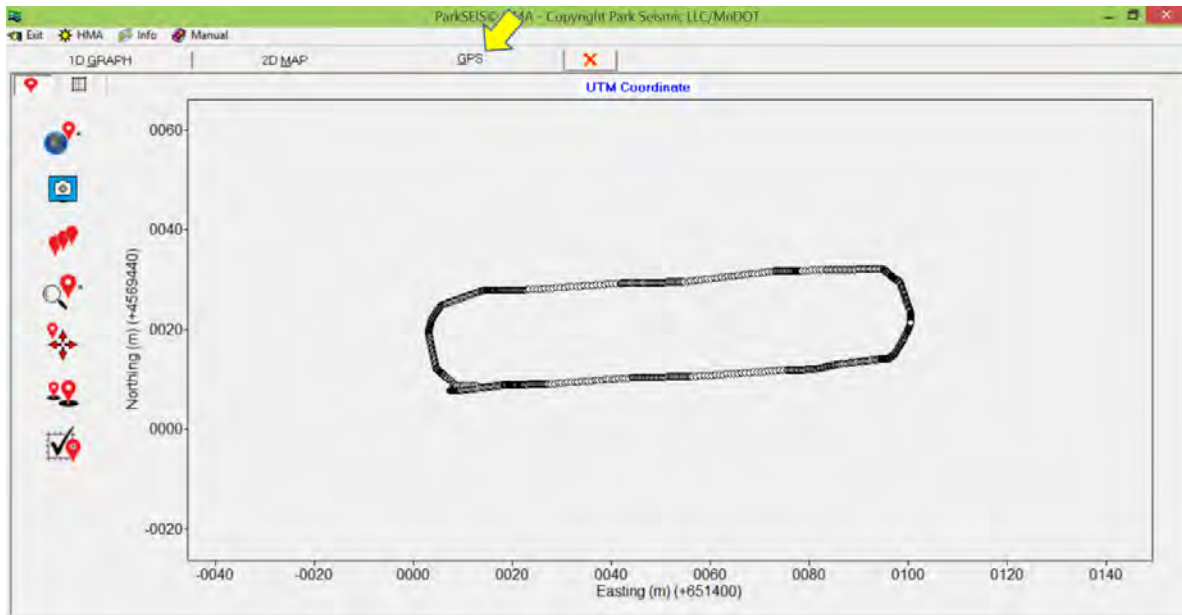 ParkSEIS© HMA - Copyright Park Seismic LLC/MnDOT
Exit HMA Info Manual
1D GRAPH 2D MAP GPS
UTM Coordinate
0060
0040
0020
0000
-0020
Northing (m) (+4569440)
-0040 -0020 0000 0020 0040 0060 0080 0100 0120 0140
Easting (m) (+651400)